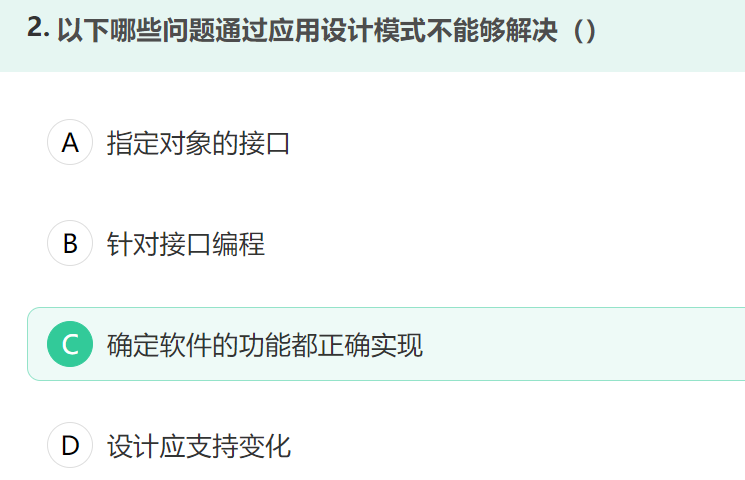 2. 以下哪些问题通过应用设计模式不能够解决（）
A 指定对象的接口
B 针对接口编程
C 确定软件的功能都正确实现
D 设计应支持变化